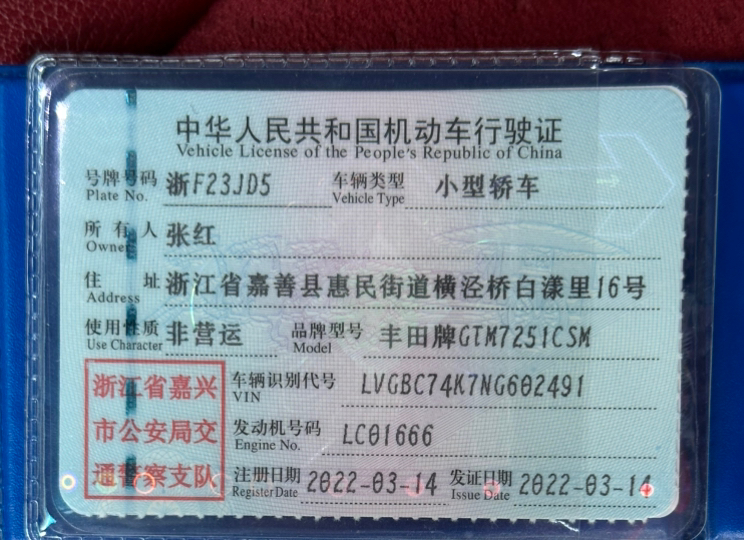 中华人民共和国机动车行驶证
Vehicle License of the People's Republic of China
号牌号码 浙F23JD5 车辆类型 小型轿车
Plate No. Vehicle Type
所有人 张红
Owner
住址 浙江省嘉善县惠民街道横泾桥白漾里16号
Address
使用性质 非营运 品牌型号 丰田牌GTM7251CSM
Use Character Model
浙江省嘉兴 车辆识别代号 LVGBC74K7NG602491
VIN
市公安局交 发动机号码 LC01666
Engine No.
通警察支队 注册日期 2022-03-14 发证日期 2022-03-14
Register Date Issue Date